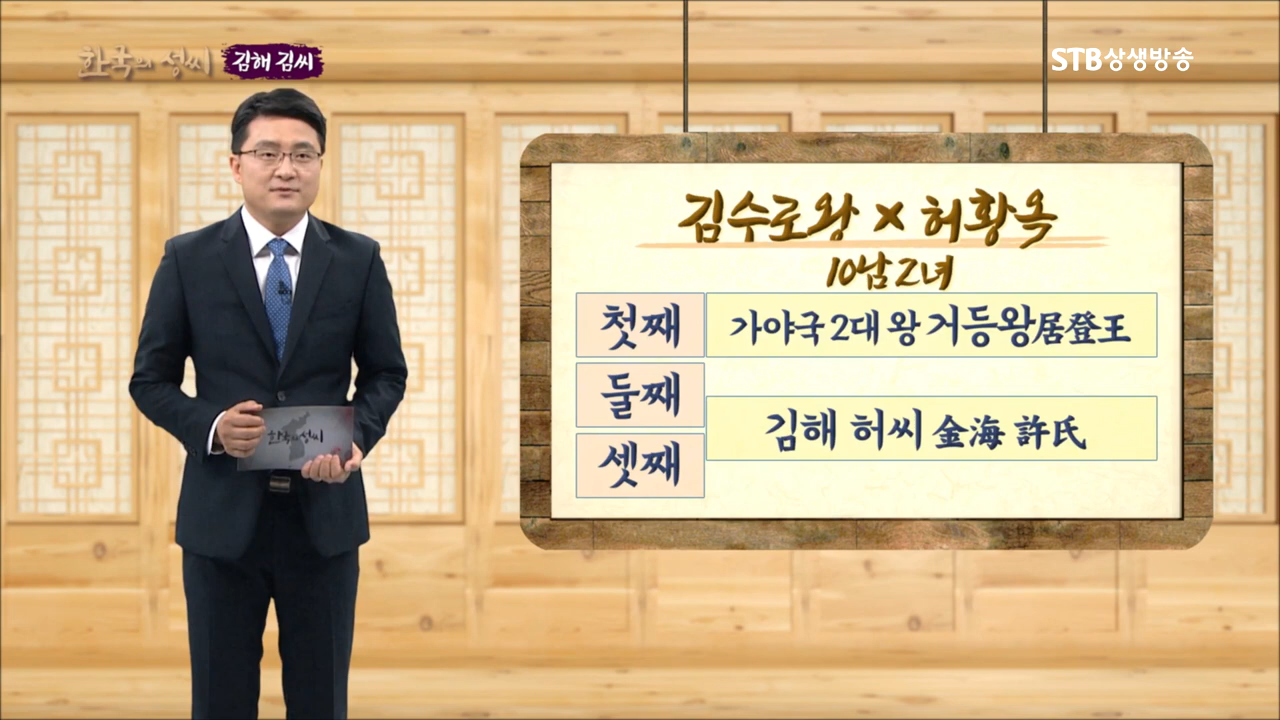 한국의 성씨 김해 김씨
STB상생방송
김수로왕 × 허황옥
10남 2녀
첫째 가야국 2대 왕 거등왕居登王
둘째
김해 허씨 金海 許氏
셋째
한국의 성씨